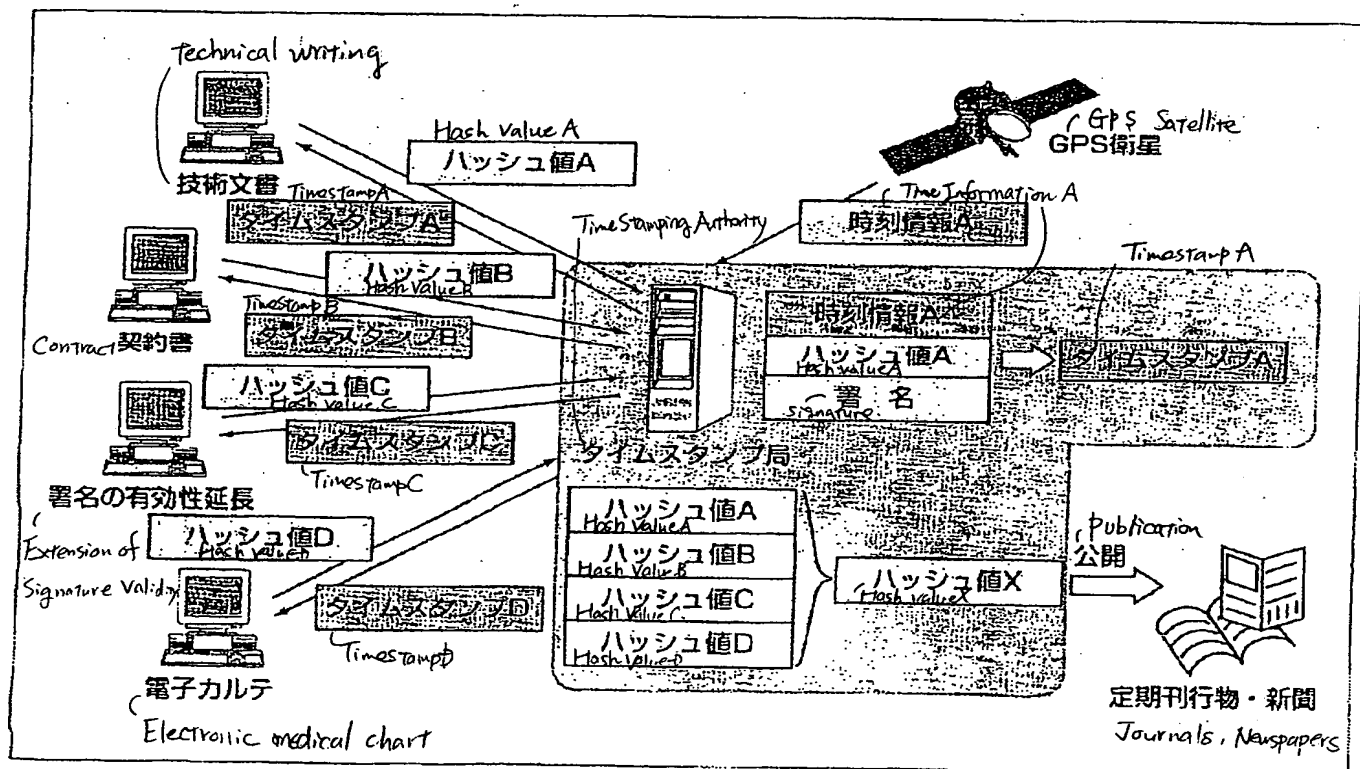 Technical writing
技術文書
Hash Value A
ハッシュ値A
TimestampA
タイムスタンプA
GPS Satellite
GPS衛星
Time Information A
時刻情報A
Time Stamping Authority
Timestamp A
ハッシュ値B
Hash Value B
Timestamp B
タイムスタンプB
Contract 契約書
時刻情報A
ハッシュ値A
Hash value A
署名
signature
タイムスタンプA
ハッシュ値C
Hash Value C
タイムスタンプC
TimestampC
タイムスタンプ局
署名の有効性延長
Extension of
Signature Validity
ハッシュ値D
Hash Value D
タイムスタンプD
TimestampD
電子カルテ
Electronic medical chart
ハッシュ値A
Hash Value A
ハッシュ値B
Hash Value B
ハッシュ値C
Hash Value C
ハッシュ値D
Hash Value D
ハッシュ値X
Hash Value X
publication
公開
定期刊行物・新聞
Journals, Newspapers